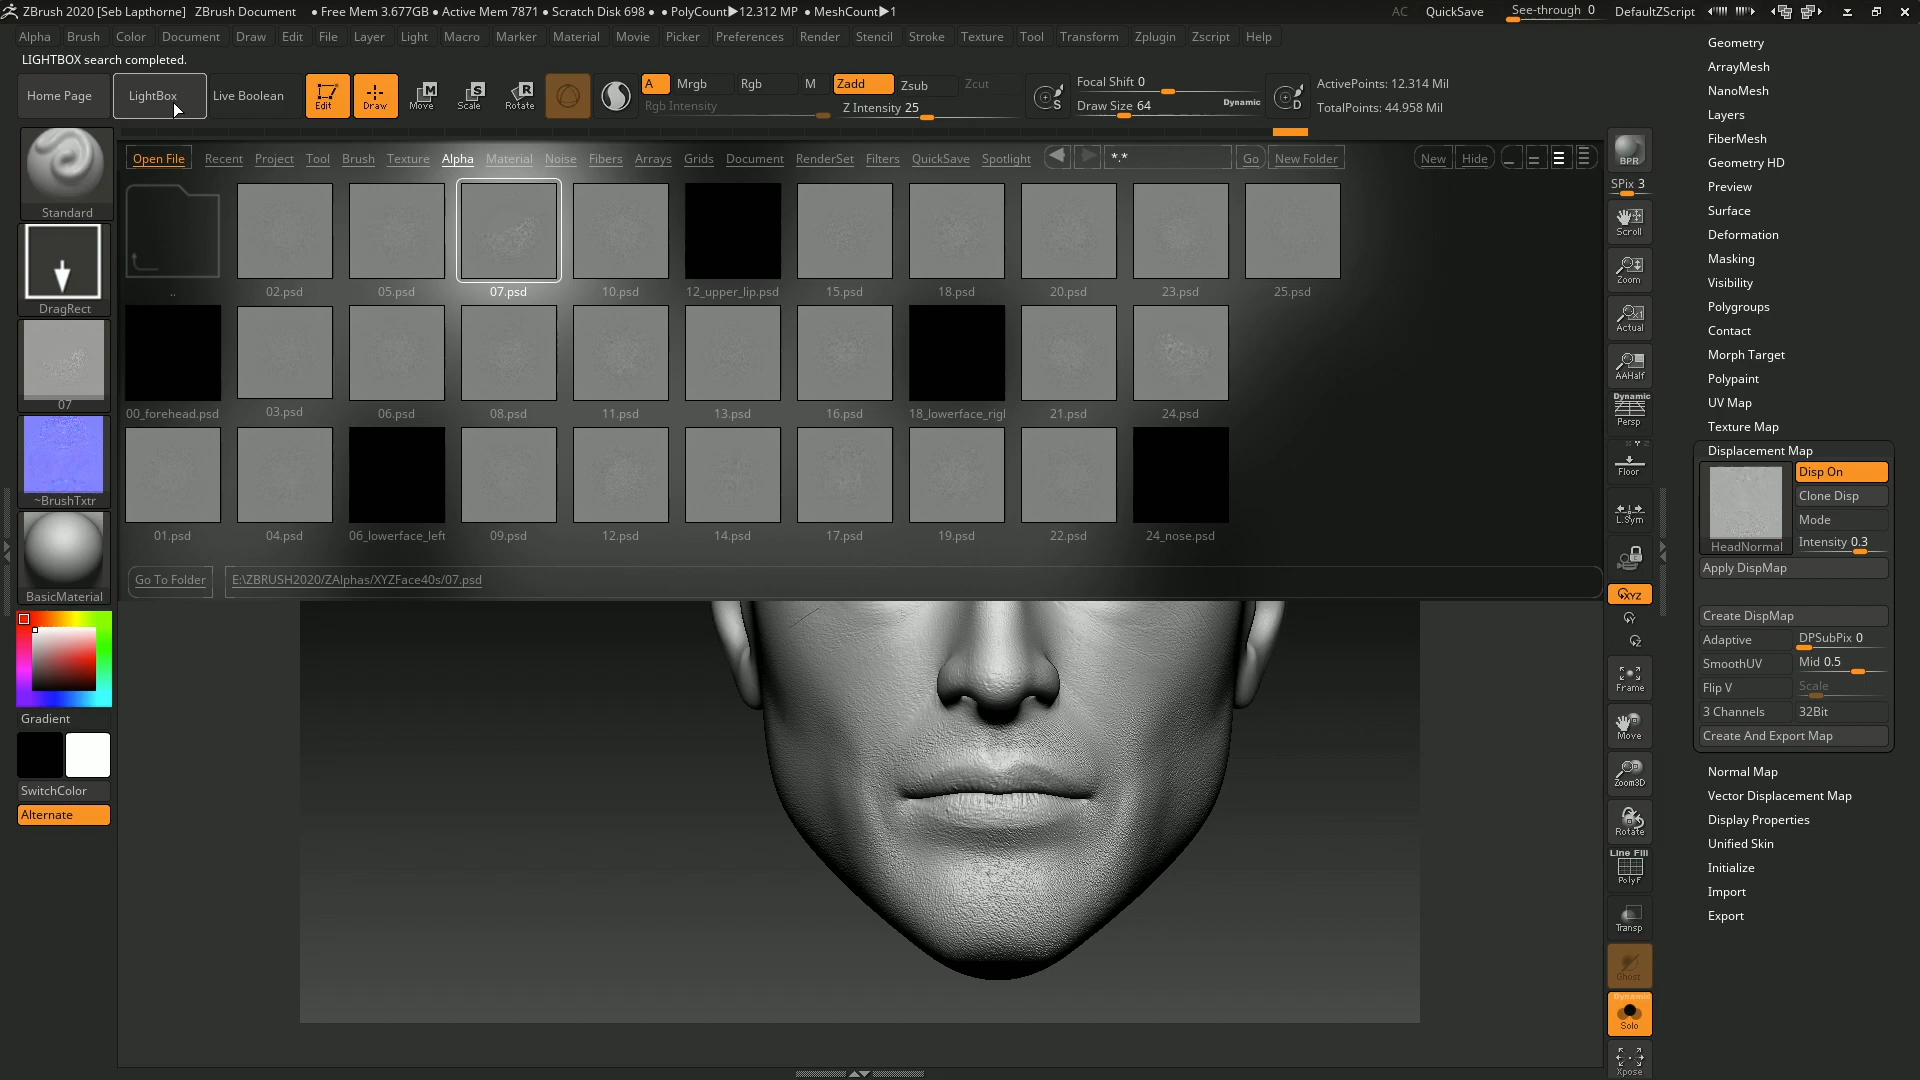 ZBrush 2020 [Seb Lapthorne] ZBrush Document ● Free Mem 3.677GB ● Active Mem 7871 ● Scratch Disk 698 ● ● PolyCount▶12.312 MP ● MeshCount▶1 AC QuickSave See-through 0 DefaultZScript
Alpha Brush Color Document Draw Edit File Layer Light Macro Marker Material Movie Picker Preferences Render Stencil Stroke Texture Tool Transform Zplugin Zscript Help
LIGHTBOX search completed.
Home Page LightBox Live Boolean Edit Draw Move Scale Rotate A Mrgb Rgb M Zadd Zsub Zcut Focal Shift 0 ActivePoints: 12.314 Mil
Rgb Intensity Z Intensity 25 Draw Size 64 Dynamic TotalPoints: 44.958 Mil
Open File Recent Project Tool Brush Texture Alpha Material Noise Fibers Arrays Grids Document RenderSet Filters QuickSave Spotlight *.* Go New Folder New Hide
.. 02.psd 05.psd 07.psd 10.psd 12_upper_lip.psd 15.psd 18.psd 20.psd 23.psd 25.psd
00_forehead.psd 03.psd 06.psd 08.psd 11.psd 13.psd 16.psd 18_lowerface_rigl 21.psd 24.psd
01.psd 04.psd 06_lowerface_left 09.psd 12.psd 14.psd 17.psd 19.psd 22.psd 24_nose.psd
Go To Folder E:\ZBRUSH2020/ZAlphas/XYZFace40s/07.psd
Standard
DragRect
07
~BrushTxtr
BasicMaterial
Gradient
SwitchColor
Alternate
BPR
SPix 3
Scroll
Zoom
Actual
AAHalf
Dynamic
Persp
Floor
L.Sym
XYZ
Y
Z
Frame
Move
Zoom3D
Rotate
Line Fill
PolyF
Transp
Ghost
Dynamic
Solo
Xpose
Geometry
ArrayMesh
NanoMesh
Layers
FiberMesh
Geometry HD
Preview
Surface
Deformation
Masking
Visibility
Polygroups
Contact
Morph Target
Polypaint
UV Map
Texture Map
Displacement Map
Disp On
Clone Disp
Mode
HeadNormal Intensity 0.3
Apply DispMap
Create DispMap
Adaptive DPSubPix 0
SmoothUV Mid 0.5
Flip V Scale
3 Channels 32Bit
Create And Export Map
Normal Map
Vector Displacement Map
Display Properties
Unified Skin
Initialize
Import
Export